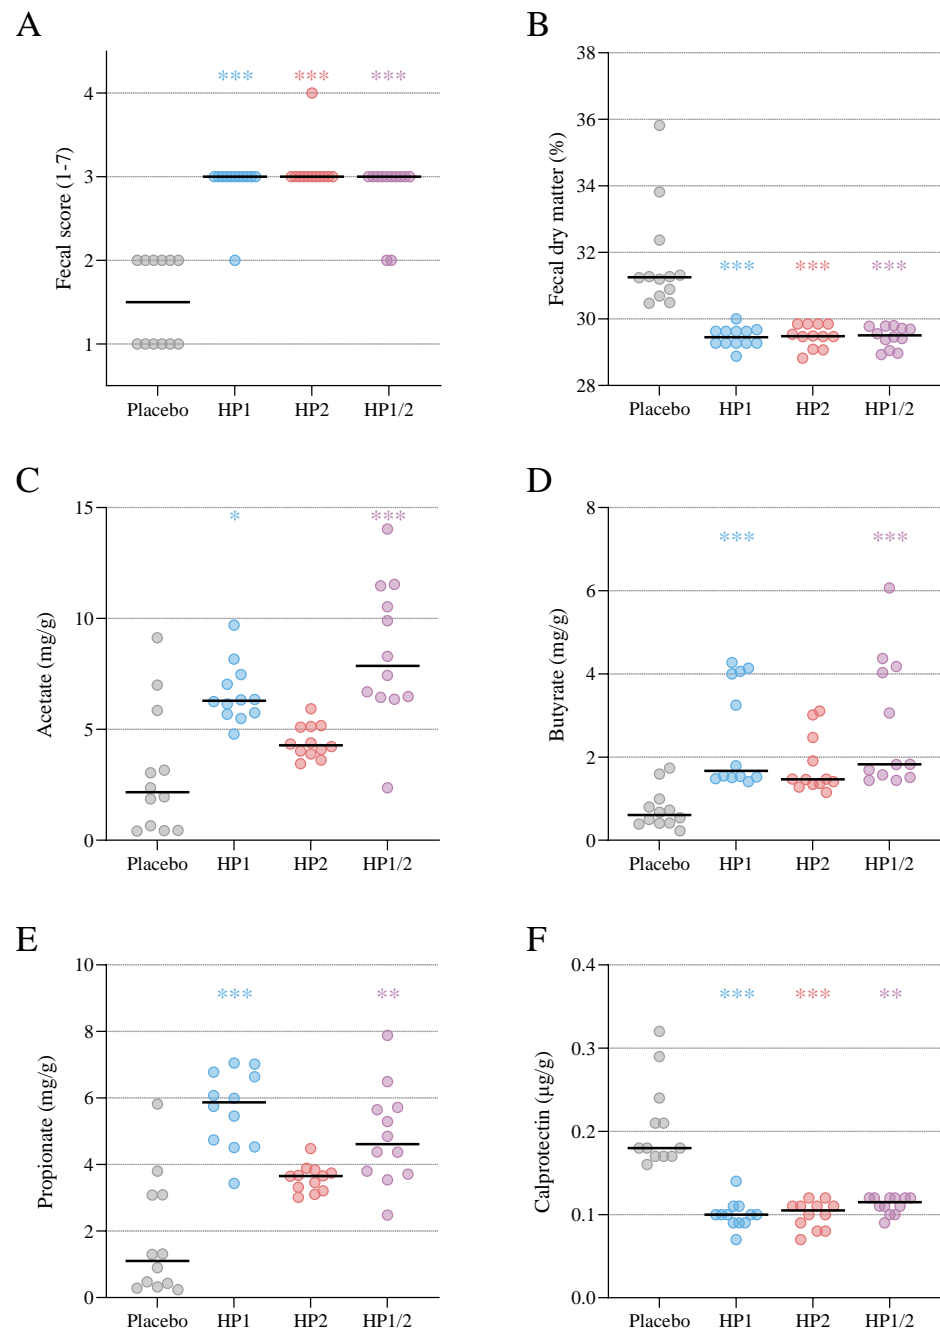 A
Fecal score (1-7)
4
3
2
1
*** *** ***
Placebo HP1 HP2 HP1/2
B
Fecal dry matter (%)
38
36
34
32
30
28
*** *** ***
Placebo HP1 HP2 HP1/2
C
Acetate (mg/g)
15
10
5
0
* ***
Placebo HP1 HP2 HP1/2
D
Butyrate (mg/g)
8
6
4
2
0
*** ***
Placebo HP1 HP2 HP1/2
E
Propionate (mg/g)
10
8
6
4
2
0
*** **
Placebo HP1 HP2 HP1/2
F
Calprotectin (µg/g)
0.4
0.3
0.2
0.1
0.0
*** *** **
Placebo HP1 HP2 HP1/2